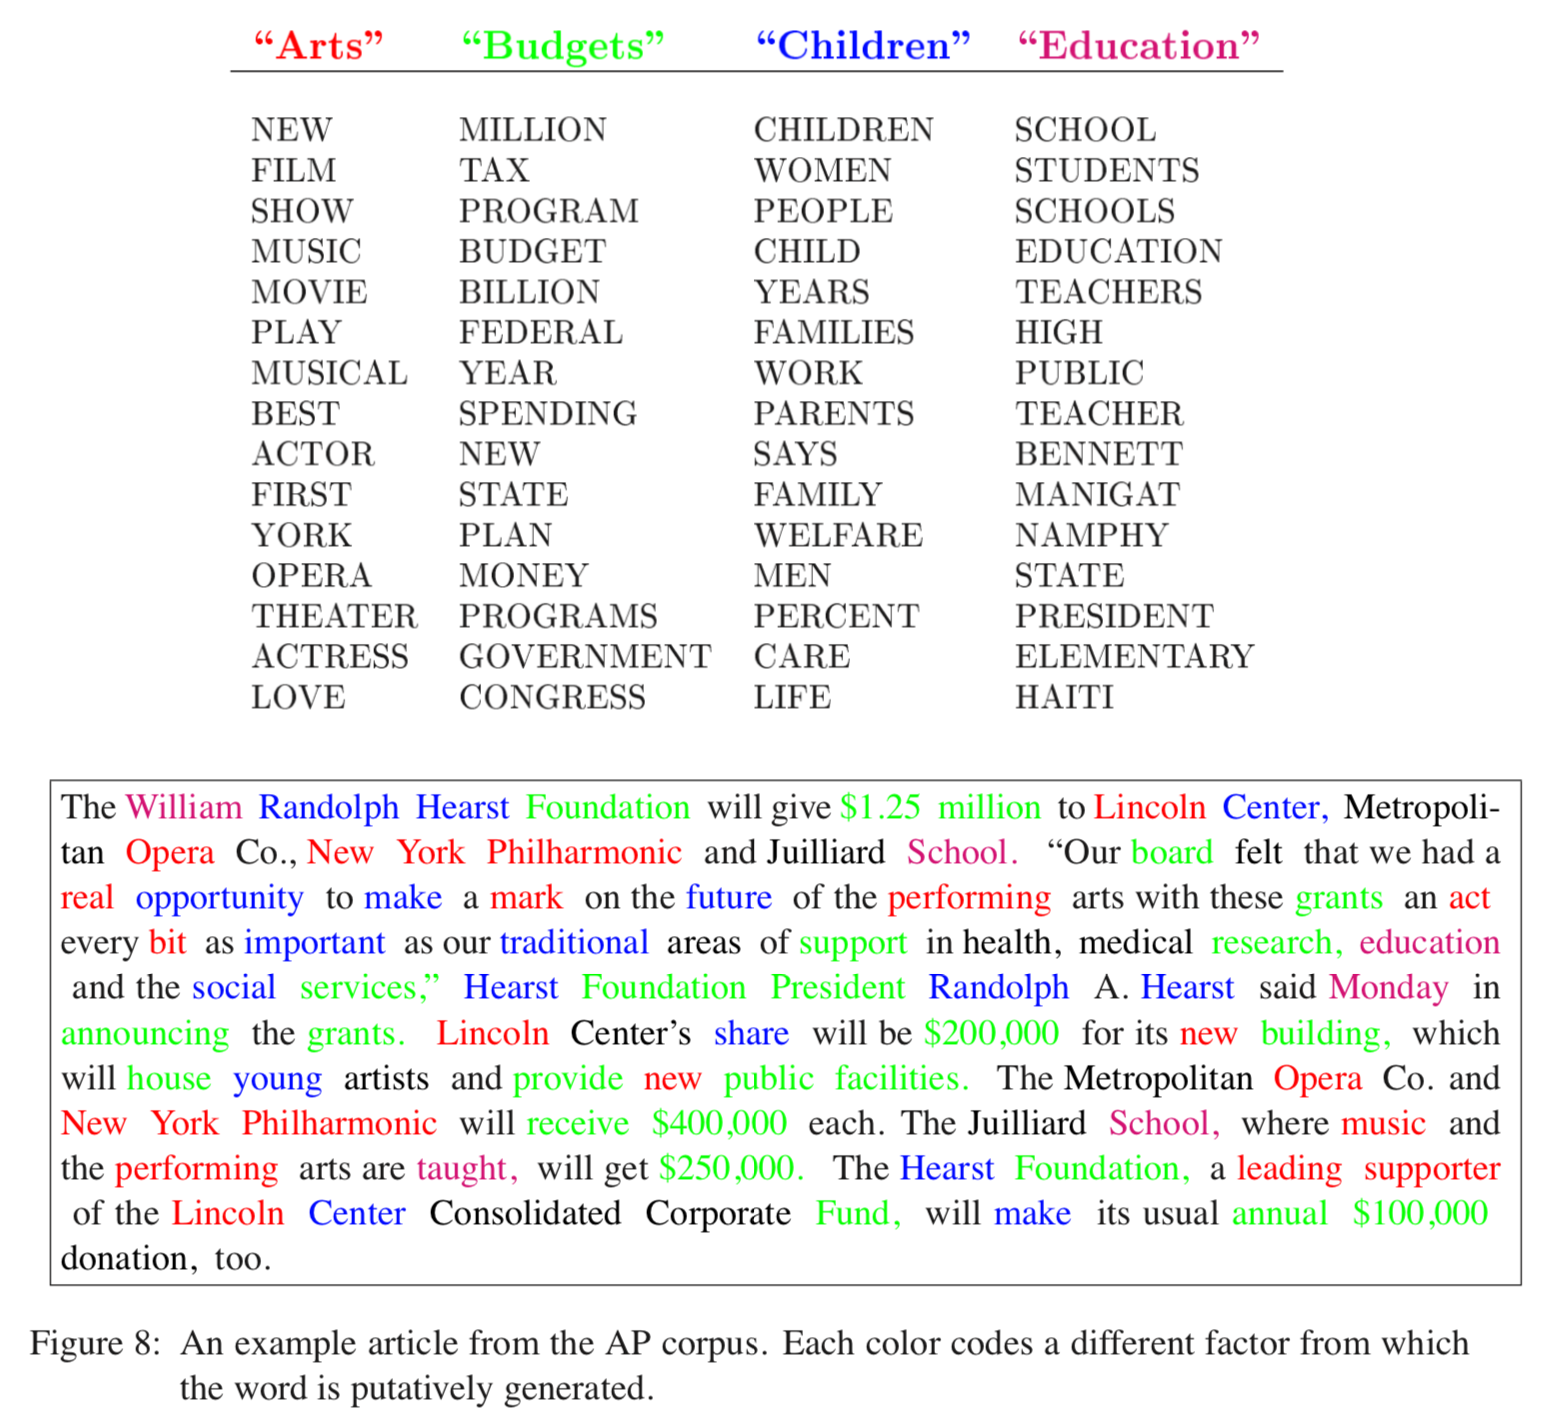 “Arts” “Budgets” “Children” “Education”
NEW MILLION CHILDREN SCHOOL
FILM TAX WOMEN STUDENTS
SHOW PROGRAM PEOPLE SCHOOLS
MUSIC BUDGET CHILD EDUCATION
MOVIE BILLION YEARS TEACHERS
PLAY FEDERAL FAMILIES HIGH
MUSICAL YEAR WORK PUBLIC
BEST SPENDING PARENTS TEACHER
ACTOR NEW SAYS BENNETT
FIRST STATE FAMILY MANIGAT
YORK PLAN WELFARE NAMPHY
OPERA MONEY MEN STATE
THEATER PROGRAMS PERCENT PRESIDENT
ACTRESS GOVERNMENT CARE ELEMENTARY
LOVE CONGRESS LIFE HAITI
The William Randolph Hearst Foundation will give $1.25 million to Lincoln Center, Metropoli-
tan Opera Co., New York Philharmonic and Juilliard School. “Our board felt that we had a
real opportunity to make a mark on the future of the performing arts with these grants an act
every bit as important as our traditional areas of support in health, medical research, education
and the social services,” Hearst Foundation President Randolph A. Hearst said Monday in
announcing the grants. Lincoln Center’s share will be $200,000 for its new building, which
will house young artists and provide new public facilities. The Metropolitan Opera Co. and
New York Philharmonic will receive $400,000 each. The Juilliard School, where music and
the performing arts are taught, will get $250,000. The Hearst Foundation, a leading supporter
of the Lincoln Center Consolidated Corporate Fund, will make its usual annual $100,000
donation, too.
Figure 8: An example article from the AP corpus. Each color codes a different factor from which
the word is putatively generated.